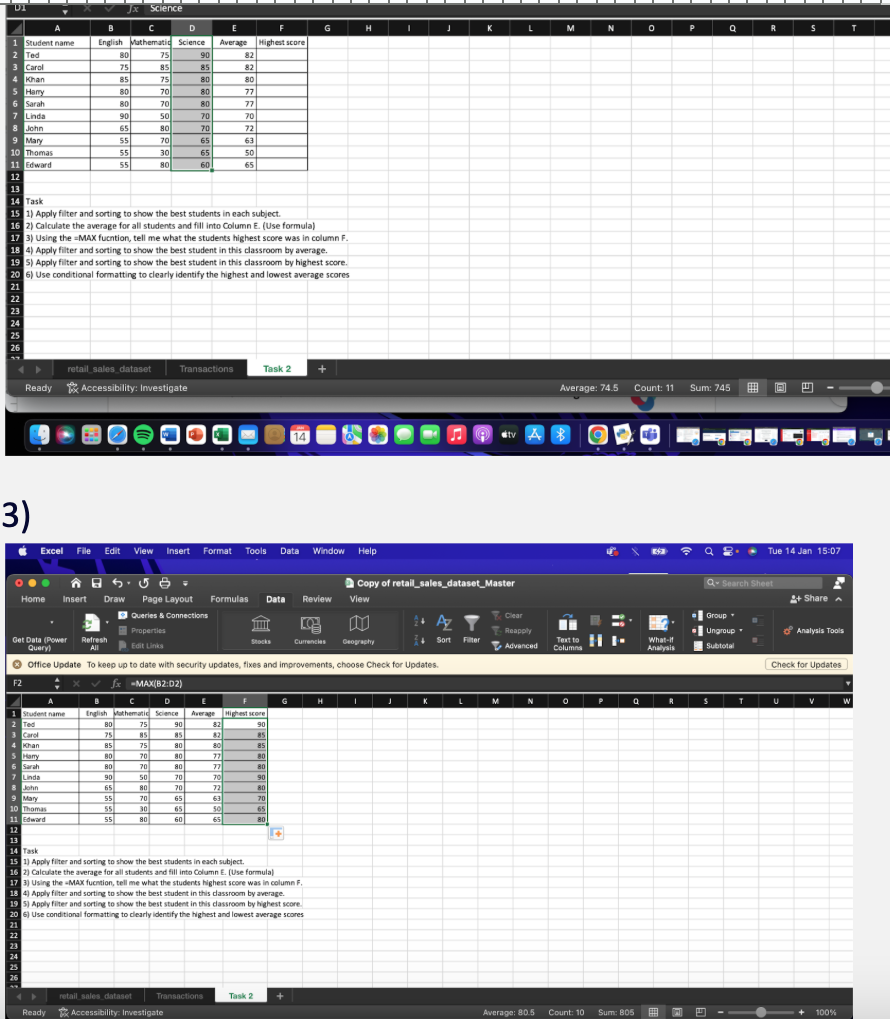 D1 fx Science
A B C D E F G H I J K L M N O P Q R S T
1 Student name English Mathematic Science Average Highest score
2 Ted 80 75 90 82
3 Carol 75 85 85 82
4 Khan 85 75 80 80
5 Harry 80 70 80 77
6 Sarah 80 70 80 77
7 Linda 90 50 70 70
8 John 65 80 70 72
9 Mary 55 70 65 63
10 Thomas 55 30 65 50
11 Edward 55 80 60 65
12
13
14 Task
15 1) Apply filter and sorting to show the best students in each subject.
16 2) Calculate the average for all students and fill into Column E. (Use formula)
17 3) Using the =MAX fucntion, tell me what the students highest score was in column F.
18 4) Apply filter and sorting to show the best student in this classroom by average.
19 5) Apply filter and sorting to show the best student in this classroom by highest score.
20 6) Use conditional formatting to clearly identify the highest and lowest average scores
21
22
23
24
25
26
retail_sales_dataset Transactions Task 2 +
Ready Accessibility: Investigate Average: 74.5 Count: 11 Sum: 745
14 tv
3)
Excel File Edit View Insert Format Tools Data Window Help Tue 14 Jan 15:07
Copy of retail_sales_dataset_Master Search Sheet
Home Insert Draw Page Layout Formulas Data Review View Share
Get Data (Power Query) Refresh All Queries & Connections Properties Edit Links Stocks Currencies Geography Sort Filter Clear Reapply Advanced Text to Columns What-if Analysis Group Ungroup Subtotal Analysis Tools
Office Update To keep up to date with security updates, fixes and improvements, choose Check for Updates. Check for Updates
F2 fx =MAX(B2:D2)
A B C D E F G H I J K L M N O P Q R S T U V W
1 Student name English Mathematic Science Average Highest score
2 Ted 80 75 90 82 90
3 Carol 75 85 85 82 85
4 Khan 85 75 80 80 85
5 Harry 80 70 80 77 80
6 Sarah 80 70 80 77 80
7 Linda 90 50 70 70 90
8 John 65 80 70 72 80
9 Mary 55 70 65 63 70
10 Thomas 55 30 65 50 65
11 Edward 55 80 60 65 80
12
13
14 Task
15 1) Apply filter and sorting to show the best students in each subject.
16 2) Calculate the average for all students and fill into Column E. (Use formula)
17 3) Using the =MAX fucntion, tell me what the students highest score was in column F.
18 4) Apply filter and sorting to show the best student in this classroom by average.
19 5) Apply filter and sorting to show the best student in this classroom by highest score.
20 6) Use conditional formatting to clearly identify the highest and lowest average scores
21
22
23
24
25
26
retail_sales_dataset Transactions Task 2 +
Ready Accessibility: Investigate Average: 80.5 Count: 10 Sum: 805 100%